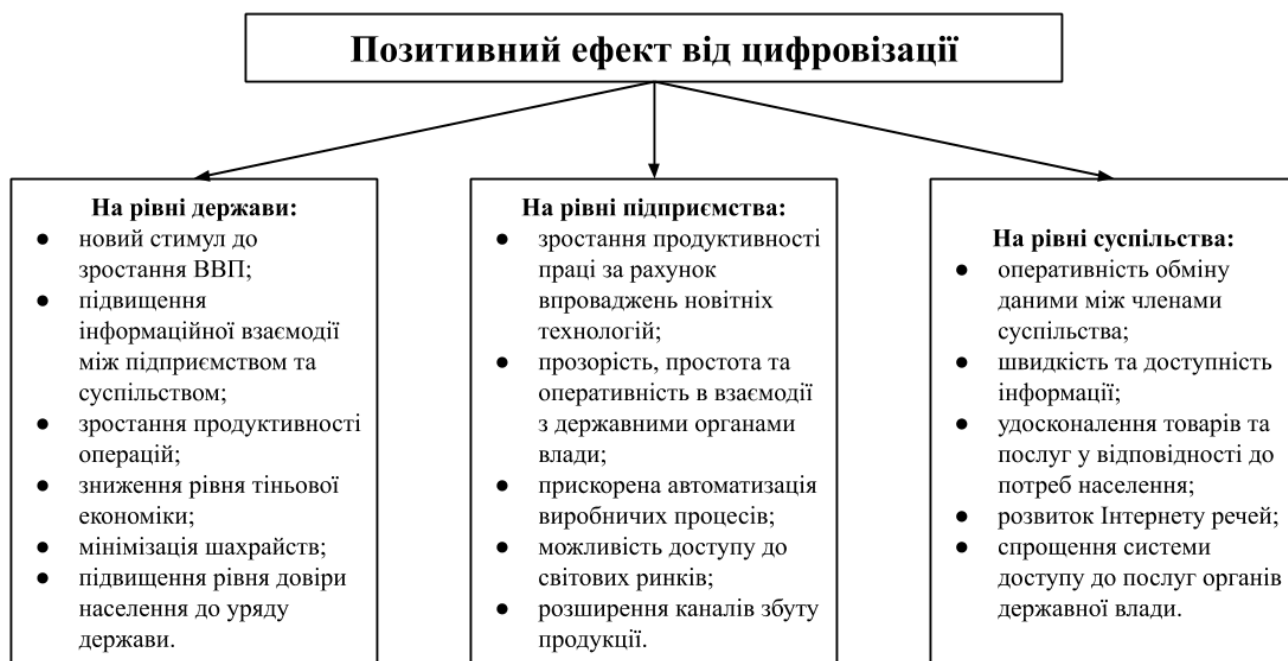 Позитивний ефект від цифровізації
На рівні держави:
● новий стимул до
зростання ВВП;
● підвищення
інформаційної взаємодії
між підприємством та
суспільством;
● зростання продуктивності
операцій;
● зниження рівня тіньової
економіки;
● мінімізація шахрайств;
● підвищення рівня довіри
населення до уряду
держави.
На рівні підприємства:
● зростання продуктивності
праці за рахунок
впроваджень новітніх
технологій;
● прозорість, простота та
оперативність в взаємодії
з державними органами
влади;
● прискорена автоматизація
виробничих процесів;
● можливість доступу до
світових ринків;
● розширення каналів збуту
продукції.
На рівні суспільства:
● оперативність обміну
даними між членами
суспільства;
● швидкість та доступність
інформації;
● удосконалення товарів та
послуг у відповідності до
потреб населення;
● розвиток Інтернету речей;
● спрощення системи
доступу до послуг органів
державної влади.